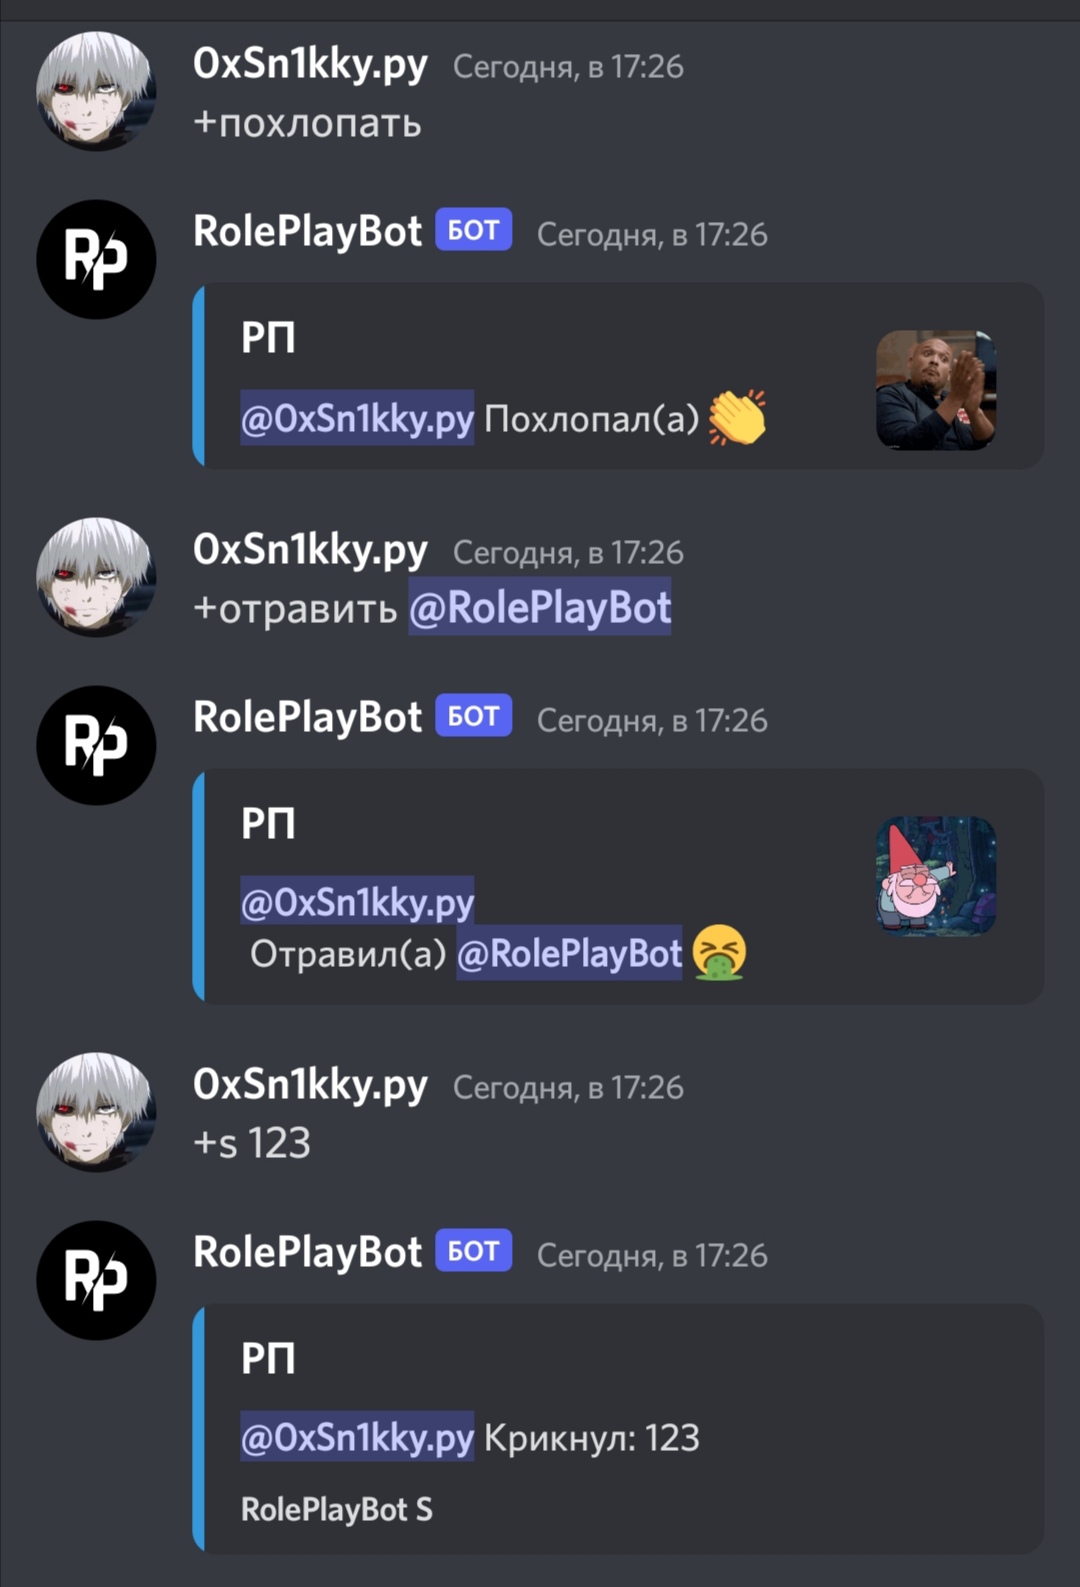 0xSn1kky.py Сегодня, в 17:26
+похлопать
RP
RolePlayBot БОТ Сегодня, в 17:26
РП
@0xSn1kky.py Похлопал(а) 👏
0xSn1kky.py Сегодня, в 17:26
+отравить @RolePlayBot
RP
RolePlayBot БОТ Сегодня, в 17:26
РП
@0xSn1kky.py
Отравил(а) @RolePlayBot 🤮
0xSn1kky.py Сегодня, в 17:26
+s 123
RP
RolePlayBot БОТ Сегодня, в 17:26
РП
@0xSn1kky.py Крикнул: 123
RolePlayBot S